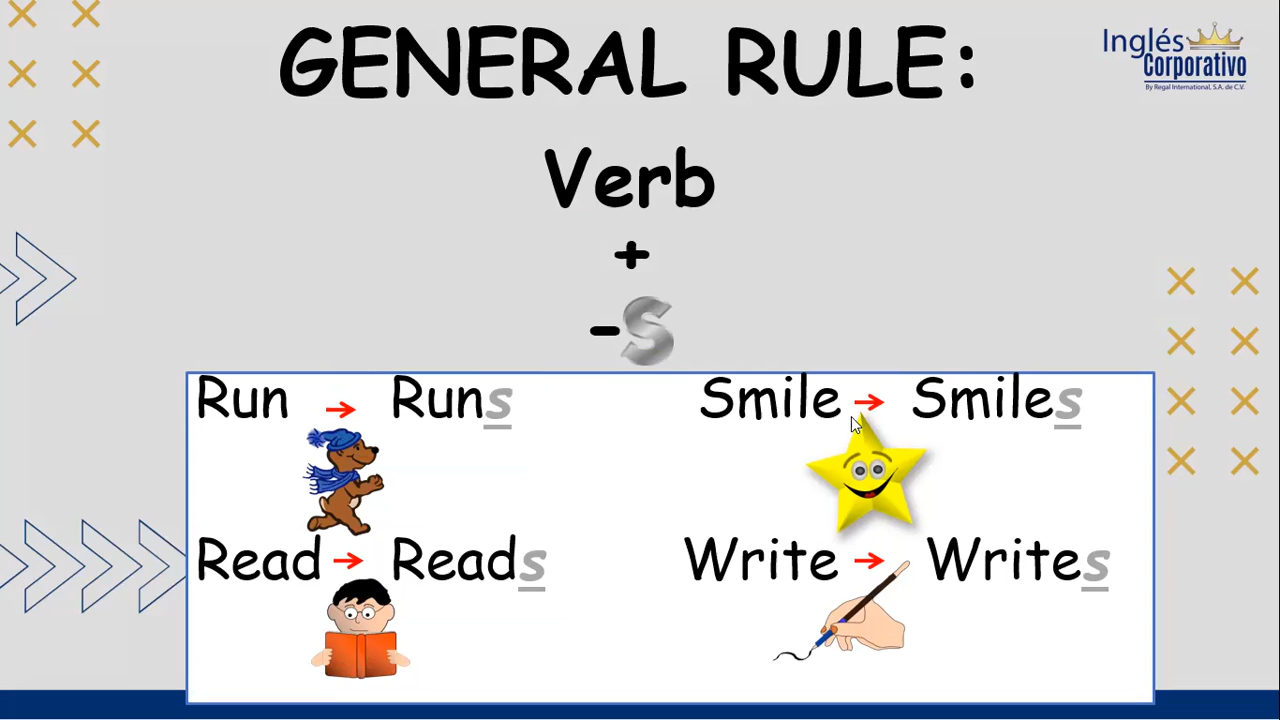 GENERAL RULE:
Inglés
Corporativo
By Regal International, S.A. de C.V.
Verb
+
-s
Run → Runs
Smile → Smiles
Read → Reads
Write → Writes